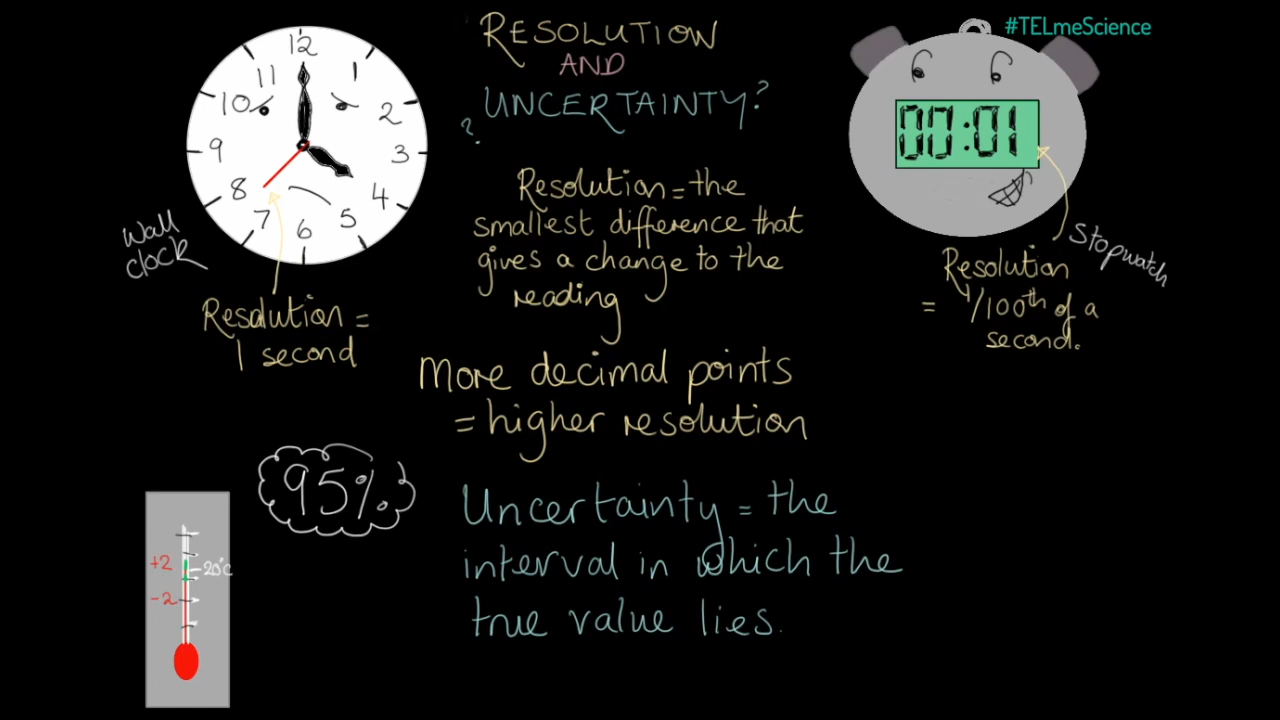 RESOLUTION
AND
UNCERTAINTY?
?
#TELmeScience
12
11
1
10
2
9
3
8
4
7
5
6
00:01
Wall
clock
Resolution =
1 second
Resolution = the
smallest difference that
gives a change to the
reading
Stopwatch
Resolution
= 1/100th of a
second.
More decimal points
= higher resolution
95%
Uncertainty = the
interval in which the
true value lies.
+2
20°C
-2